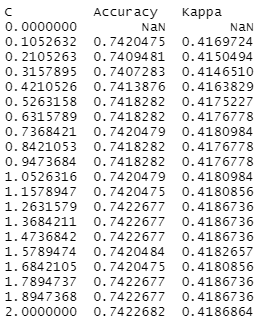 C Accuracy Kappa
0.0000000 NaN NaN
0.1052632 0.7420475 0.4169724
0.2105263 0.7409481 0.4150494
0.3157895 0.7407283 0.4146510
0.4210526 0.7413876 0.4163829
0.5263158 0.7418282 0.4175227
0.6315789 0.7418282 0.4176778
0.7368421 0.7420479 0.4180984
0.8421053 0.7418282 0.4176778
0.9473684 0.7418282 0.4176778
1.0526316 0.7420479 0.4180984
1.1578947 0.7420475 0.4180856
1.2631579 0.7422677 0.4186736
1.3684211 0.7422677 0.4186736
1.4736842 0.7422677 0.4186736
1.5789474 0.7420484 0.4182657
1.6842105 0.7420475 0.4180856
1.7894737 0.7422677 0.4186736
1.8947368 0.7422677 0.4186736
2.0000000 0.7422682 0.4186864